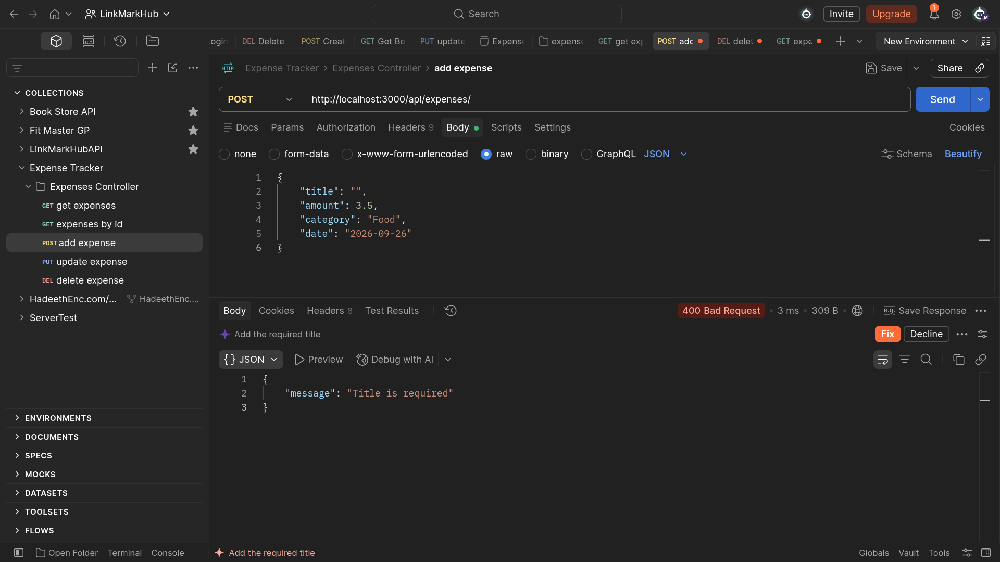 LinkMarkHub
Search
Invite
Upgrade
1
M
ogin
DEL Delete
POST Creat
GET Get Bo
PUT update
Expens
expens
GET get exp
POST add
DEL delet
GET expe
New Environment
COLLECTIONS
Book Store API
Fit Master GP
LinkMarkHubAPI
Expense Tracker
Expenses Controller
GET get expenses
GET expenses by id
POST add expense
PUT update expense
DEL delete expense
HadeethEnc.com/... HadeethEnc....
ServerTest
ENVIRONMENTS
DOCUMENTS
SPECS
MOCKS
DATASETS
TOOLSETS
FLOWS
HTTP Expense Tracker > Expenses Controller > add expense
Save
Share
POST http://localhost:3000/api/expenses/
Send
Docs Params Authorization Headers 9 Body Scripts Settings
Cookies
none form-data x-www-form-urlencoded raw binary GraphQL JSON
Schema Beautify
1 {
2 "title": "",
3 "amount": 3.5,
4 "category": "Food",
5 "date": "2026-09-26"
6 }
Body Cookies Headers 8 Test Results
400 Bad Request • 3 ms • 309 B •
e.g. Save Response
Add the required title
Fix Decline
{} JSON Preview Debug with AI
1 {
2 "message": "Title is required"
3 }
Open Folder Terminal Console
Add the required title
Globals Vault Tools